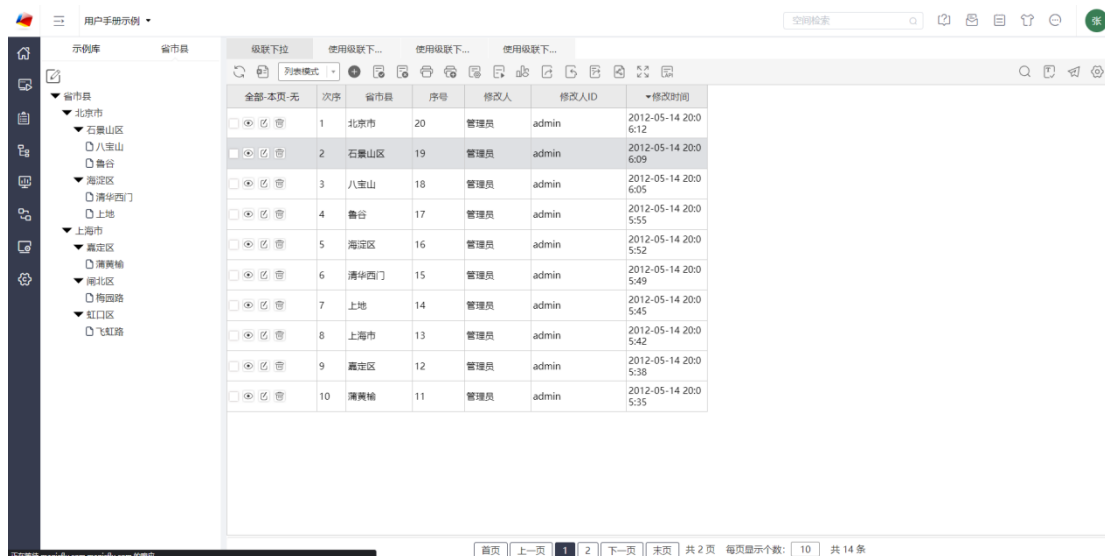 用户手册示例
空间检索
张
示例库 省市县
级联下拉 使用级联下... 使用级联下... 使用级联下...
列表模式
省市县
北京市
石景山区
八宝山
鲁谷
海淀区
清华西门
上地
上海市
嘉定区
蒲黄榆
闸北区
梅园路
虹口区
飞虹路
全部-本页-无 次序 省市县 序号 修改人 修改人ID 修改时间
1 北京市 20 管理员 admin 2012-05-14 20:0
6:12
2 石景山区 19 管理员 admin 2012-05-14 20:0
6:09
3 八宝山 18 管理员 admin 2012-05-14 20:0
6:05
4 鲁谷 17 管理员 admin 2012-05-14 20:0
5:55
5 海淀区 16 管理员 admin 2012-05-14 20:0
5:52
6 清华西门 15 管理员 admin 2012-05-14 20:0
5:49
7 上地 14 管理员 admin 2012-05-14 20:0
5:45
8 上海市 13 管理员 admin 2012-05-14 20:0
5:42
9 嘉定区 12 管理员 admin 2012-05-14 20:0
5:38
10 蒲黄榆 11 管理员 admin 2012-05-14 20:0
5:35
首页 上一页 1 2 下一页 末页 共 2 页 每页显示个数: 10 共 14 条